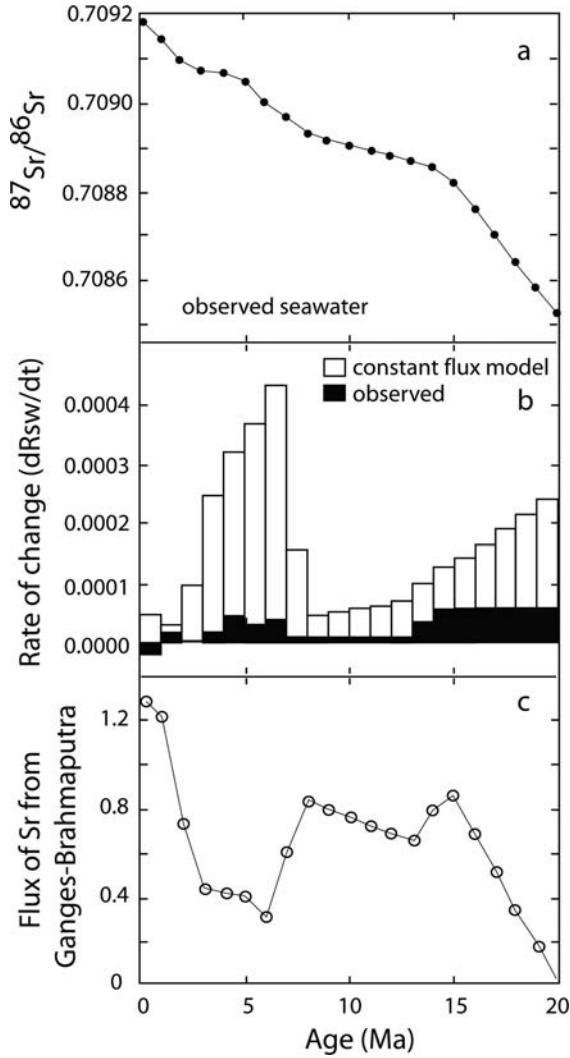 0.7092
a
0.7090
0.7088
0.7086
87Sr/86Sr
observed seawater
constant flux model
observed
b
0.0004
0.0003
0.0002
0.0001
0.0000
Rate of change (dRsw/dt)
c
1.2
0.8
0.4
0
Flux of Sr from
Ganges-Brahmaputra
0 5 10 15 20
Age (Ma)